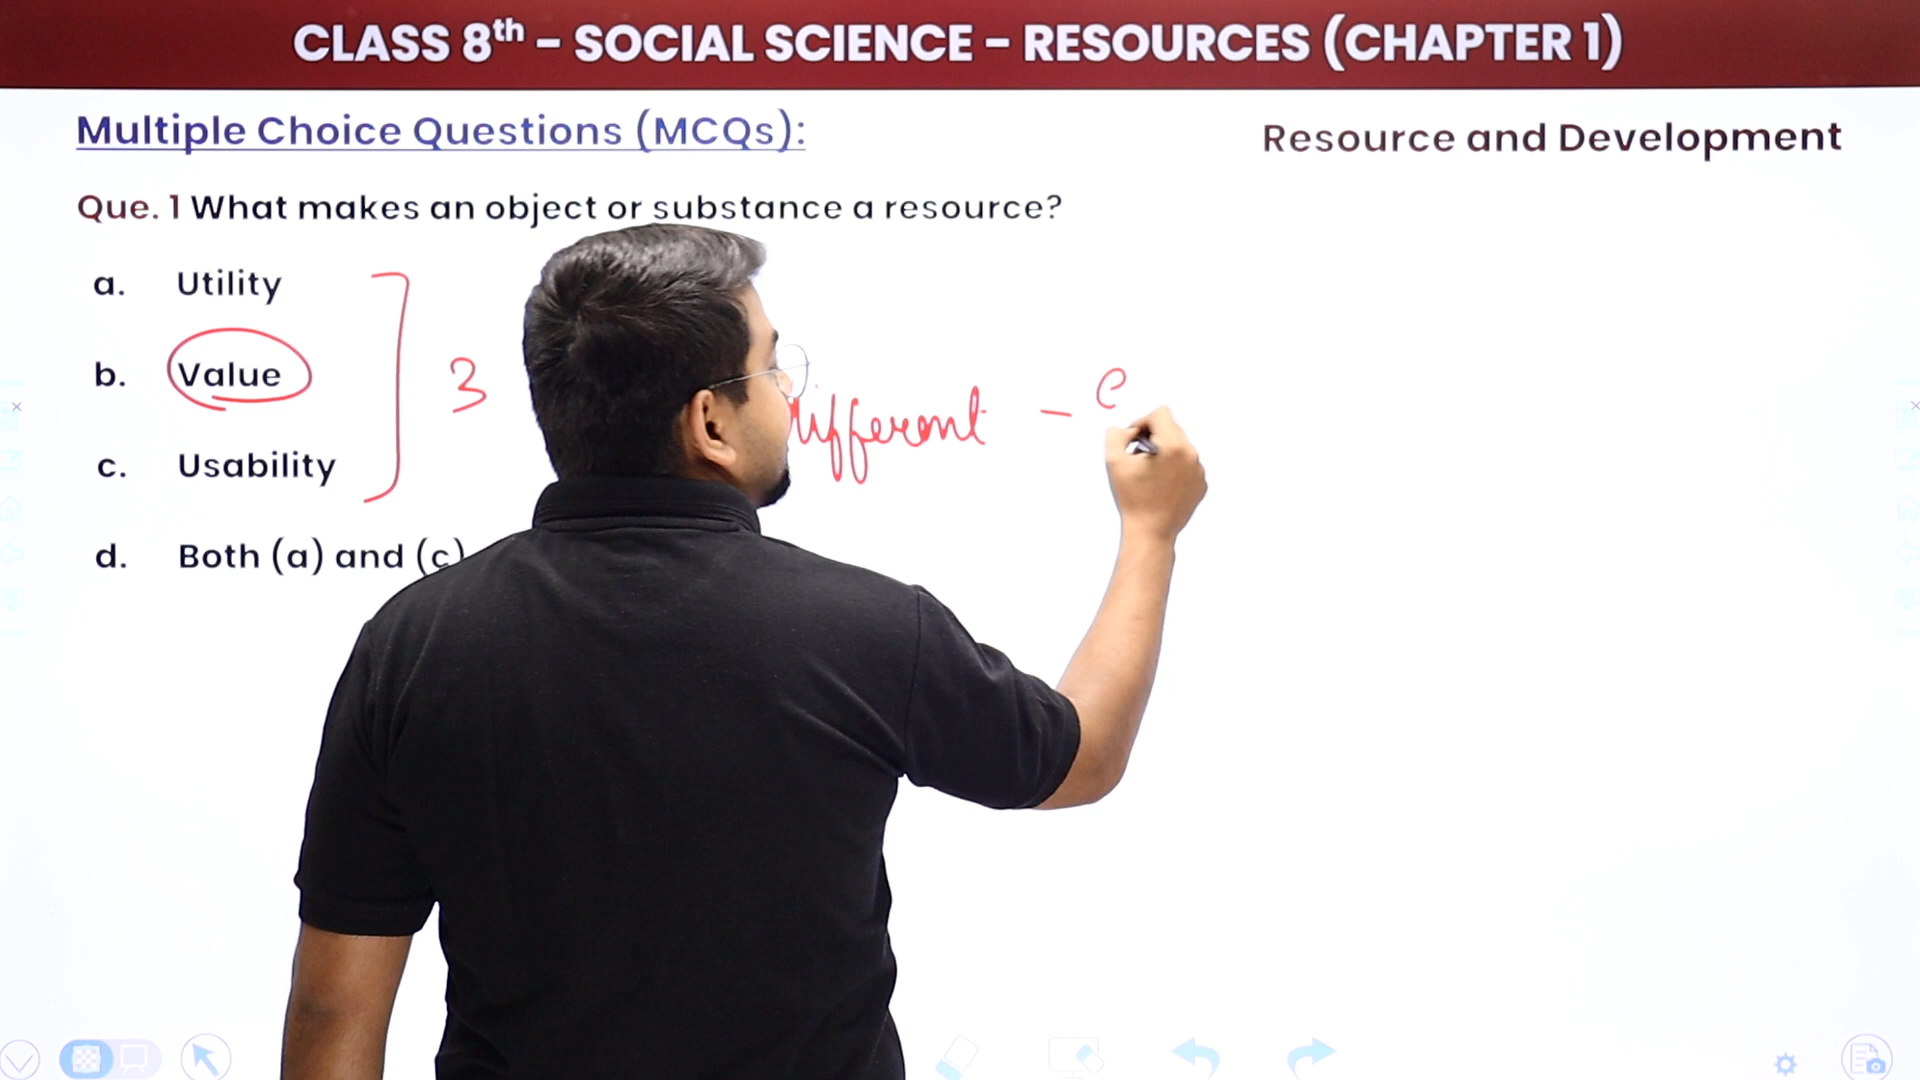 CLASS 8th – SOCIAL SCIENCE – RESOURCES (CHAPTER 1)
Multiple Choice Questions (MCQs):
Resource and Development
Que. 1 What makes an object or substance a resource?
a. Utility
b. Value
c. Usability
d. Both (a) and (c)
3
different – e